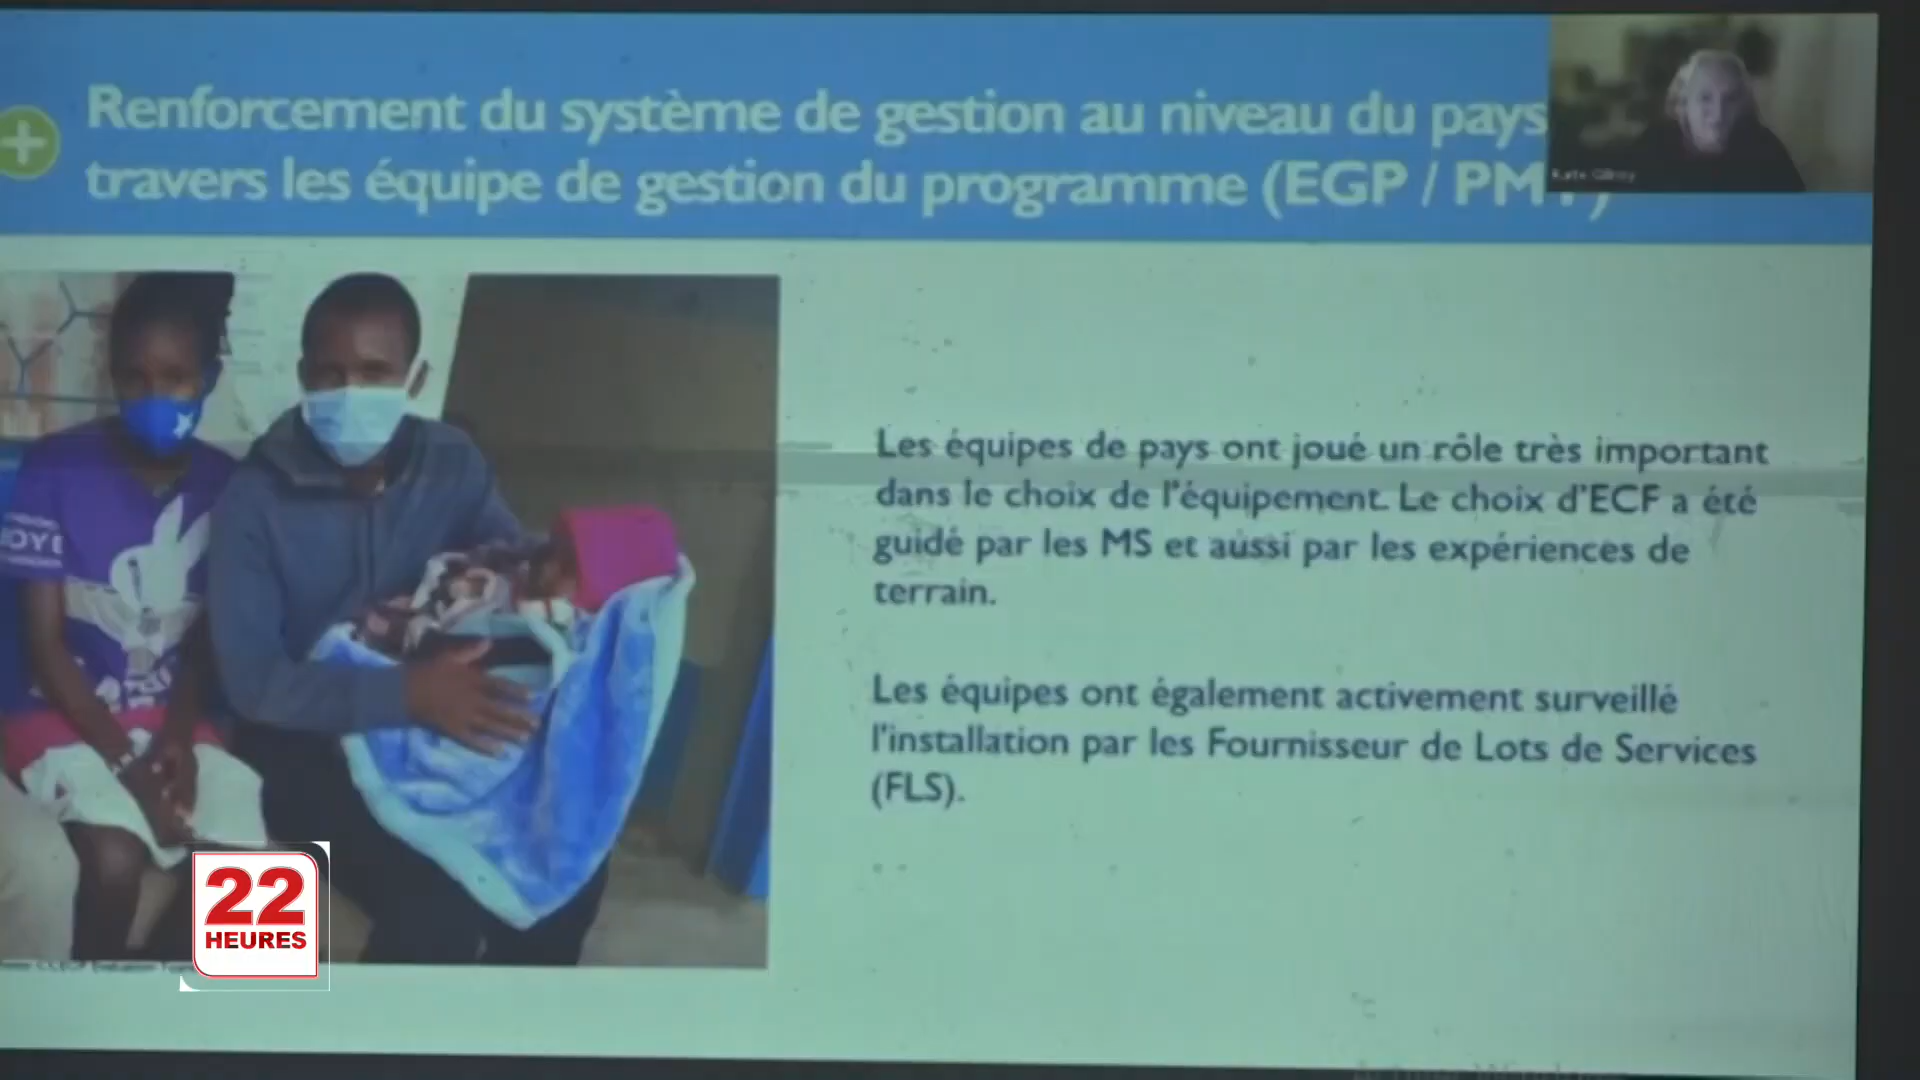 Renforcement du système de gestion au niveau du pays
travers les équipe de gestion du programme (EGP / PM
Les équipes de pays ont joué un rôle très important
dans le choix de l'équipement. Le choix d'ECF a été
guidé par les MS et aussi par les expériences de
terrain.
Les équipes ont également activement surveillé
l'installation par les Fournisseur de Lots de Services
(FLS).
22
HEURES